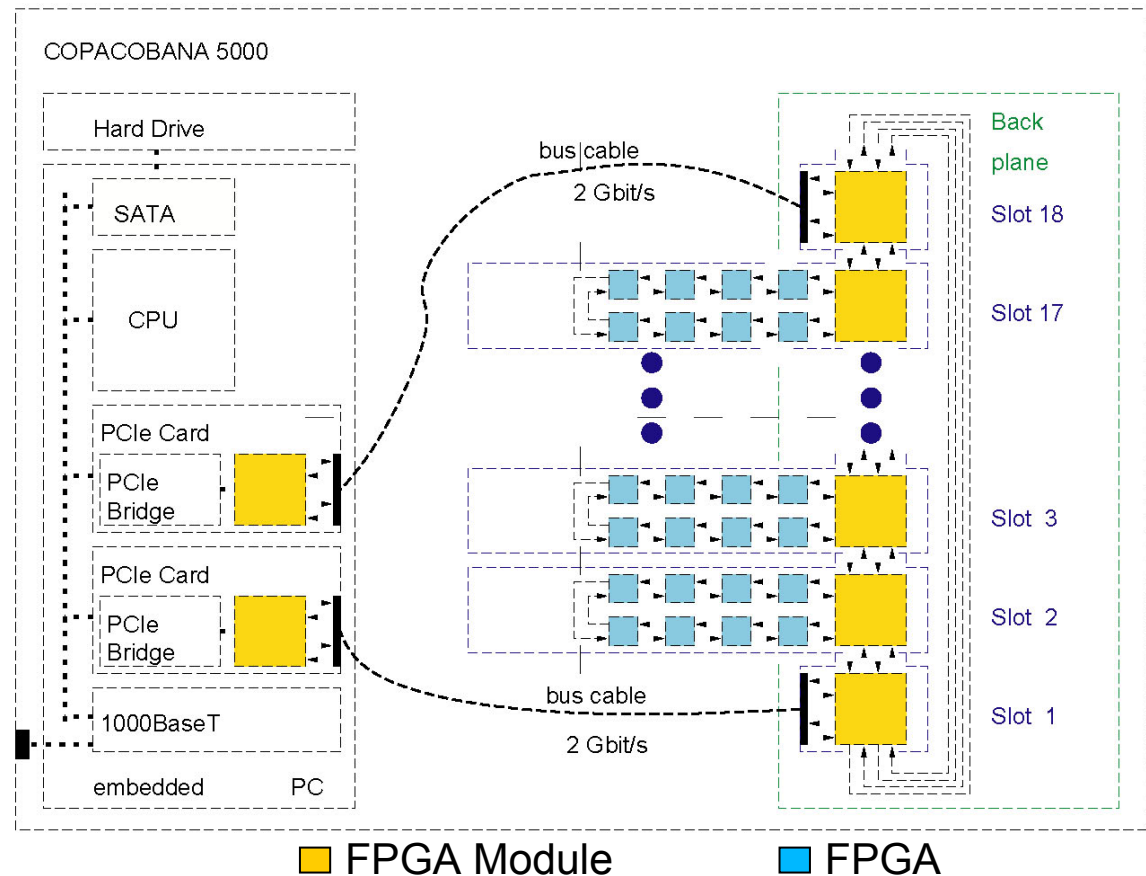 COPACOBANA 5000
Hard Drive
SATA
CPU
PCIe Card
PCIe
Bridge
PCIe Card
PCIe
Bridge
1000BaseT
embedded PC
bus cable
2 Gbit/s
bus cable
2 Gbit/s
Back
plane
Slot 18
Slot 17
Slot 3
Slot 2
Slot 1
FPGA Module
FPGA